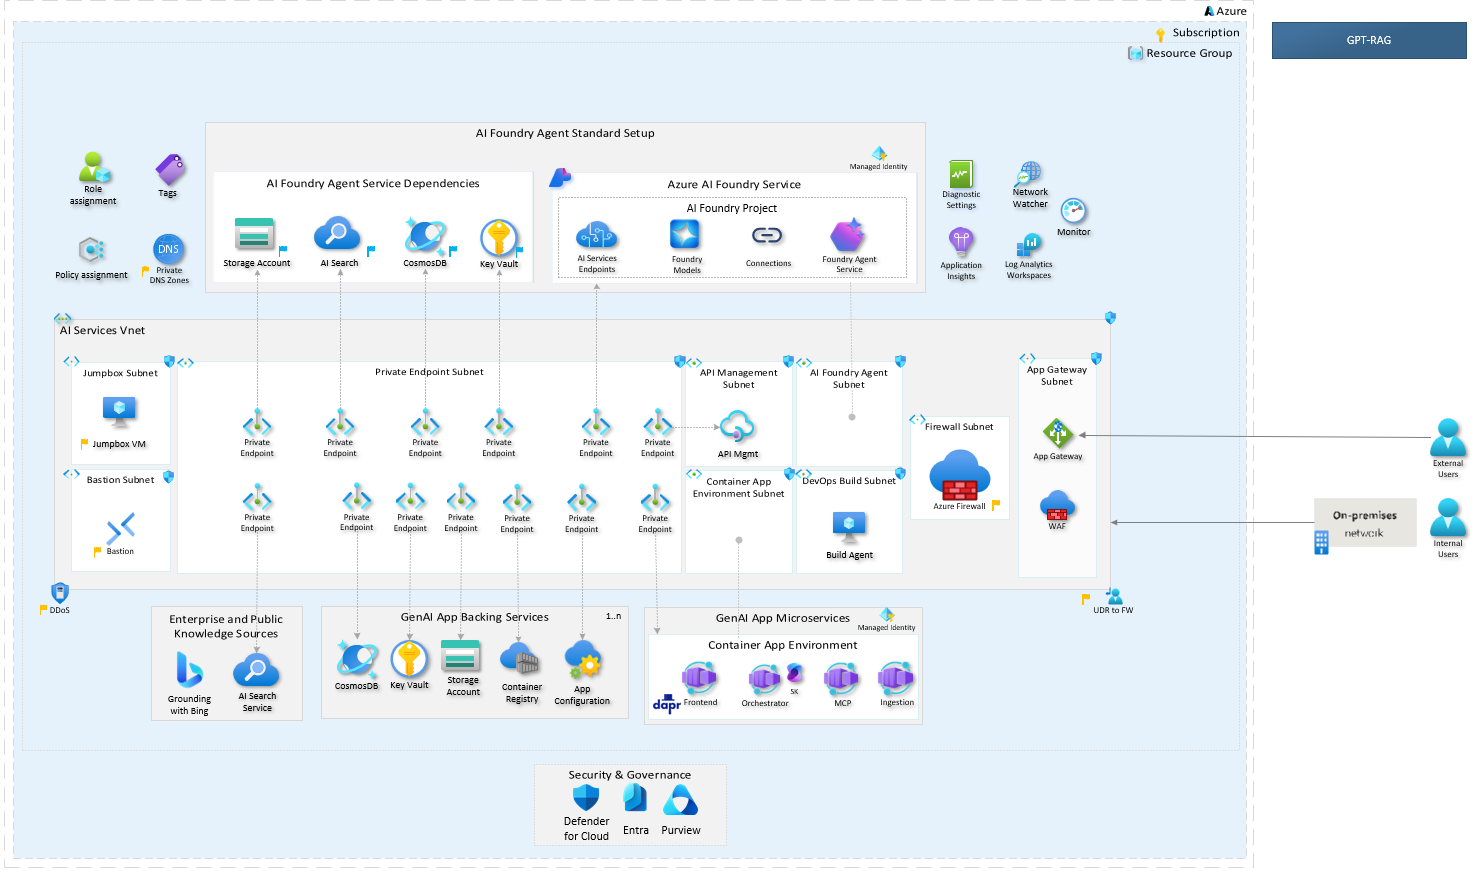 Azure
Subscription
Resource Group
GPT-RAG
AI Foundry Agent Standard Setup
Managed Identity
Role
assignment
Tags
Policy assignment
DNS
Private
DNS Zones
AI Foundry Agent Service Dependencies
Storage Account
AI Search
CosmosDB
Key Vault
Azure AI Foundry Service
AI Foundry Project
AI Services
Endpoints
Foundry
Models
Connections
Foundry Agent
Service
Diagnostic
Settings
Network
Watcher
Monitor
Application
Insights
Log Analytics
Workspaces
AI Services Vnet
Jumpbox Subnet
Jumpbox VM
Bastion Subnet
Bastion
Private Endpoint Subnet
Private
Endpoint
Private
Endpoint
Private
Endpoint
Private
Endpoint
Private
Endpoint
Private
Endpoint
Private
Endpoint
Private
Endpoint
Private
Endpoint
Private
Endpoint
Private
Endpoint
Private
Endpoint
Private
Endpoint
API Management
Subnet
API Mgmt
AI Foundry Agent
Subnet
Container App
Environment Subnet
DevOps Build Subnet
Build Agent
Firewall Subnet
Azure Firewall
App Gateway
Subnet
App Gateway
WAF
External
Users
On-premises
network
Internal
Users
DDoS
UDR to FW
Enterprise and Public
Knowledge Sources
Grounding
with Bing
AI Search
Service
GenAI App Backing Services
1..n
CosmosDB
Key Vault
Storage
Account
Container
Registry
App
Configuration
GenAI App Microservices
Managed Identity
Container App Environment
dapr
Frontend
Orchestrator
SK
MCP
Ingestion
Security & Governance
Defender
for Cloud
Entra
Purview